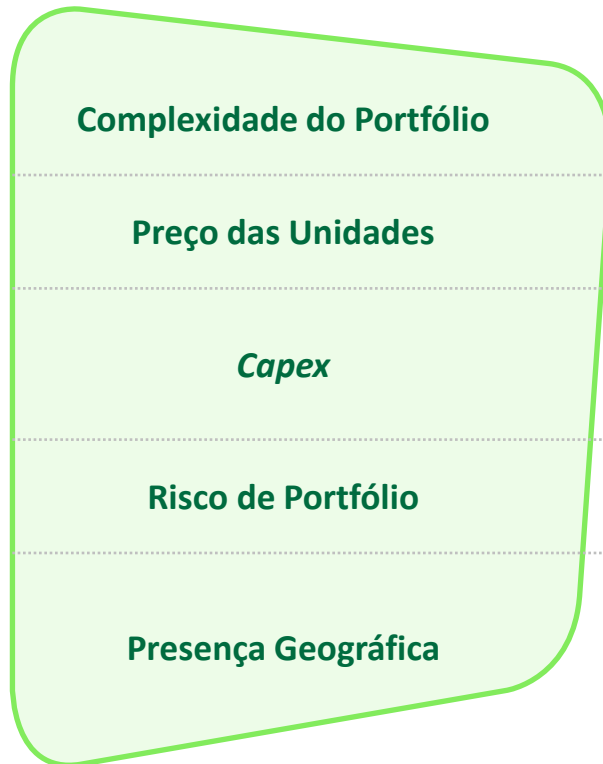 Complexidade do Portfólio
Preço das Unidades
Capex
Risco de Portfólio
Presença Geográfica